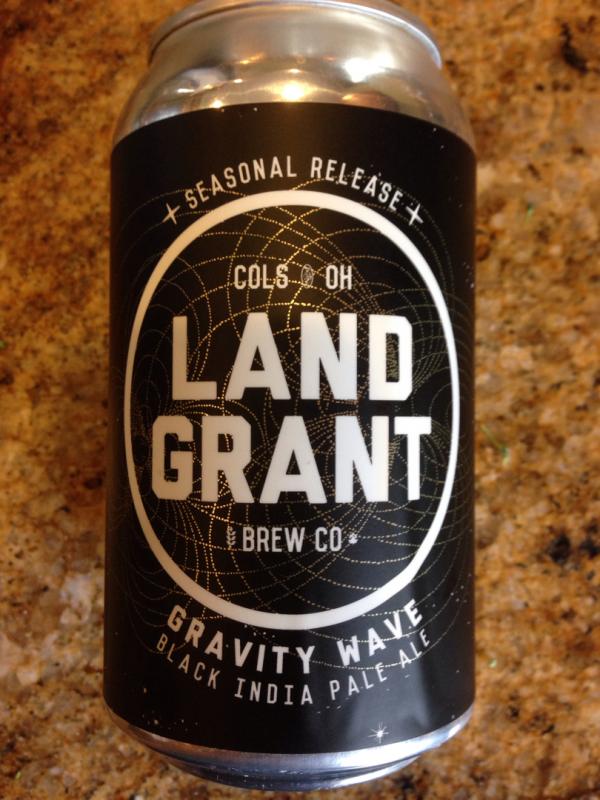 SEASONAL RELEASE
COLS OH
LAND
GRANT
BREW CO
GRAVITY WAVE
BLACK INDIA PALE ALE